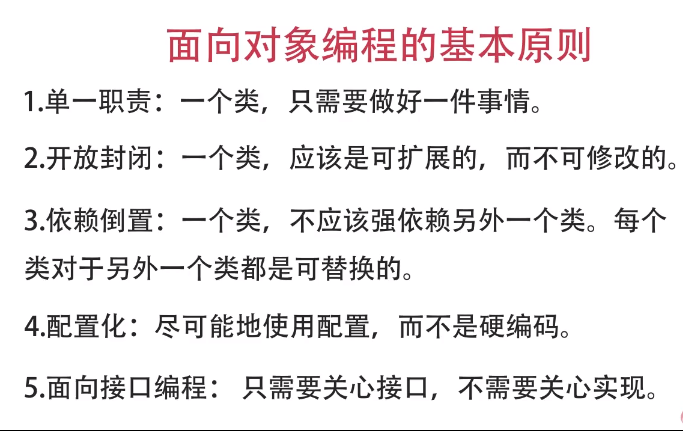 面向对象编程的基本原则
1.单一职责：一个类，只需要做好一件事情。
2.开放封闭：一个类，应该是可扩展的，而不可修改的。
3.依赖倒置：一个类，不应该强依赖另外一个类。每个
类对于另外一个类都是可替换的。
4.配置化：尽可能地使用配置，而不是硬编码。
5.面向接口编程： 只需要关心接口，不需要关心实现。